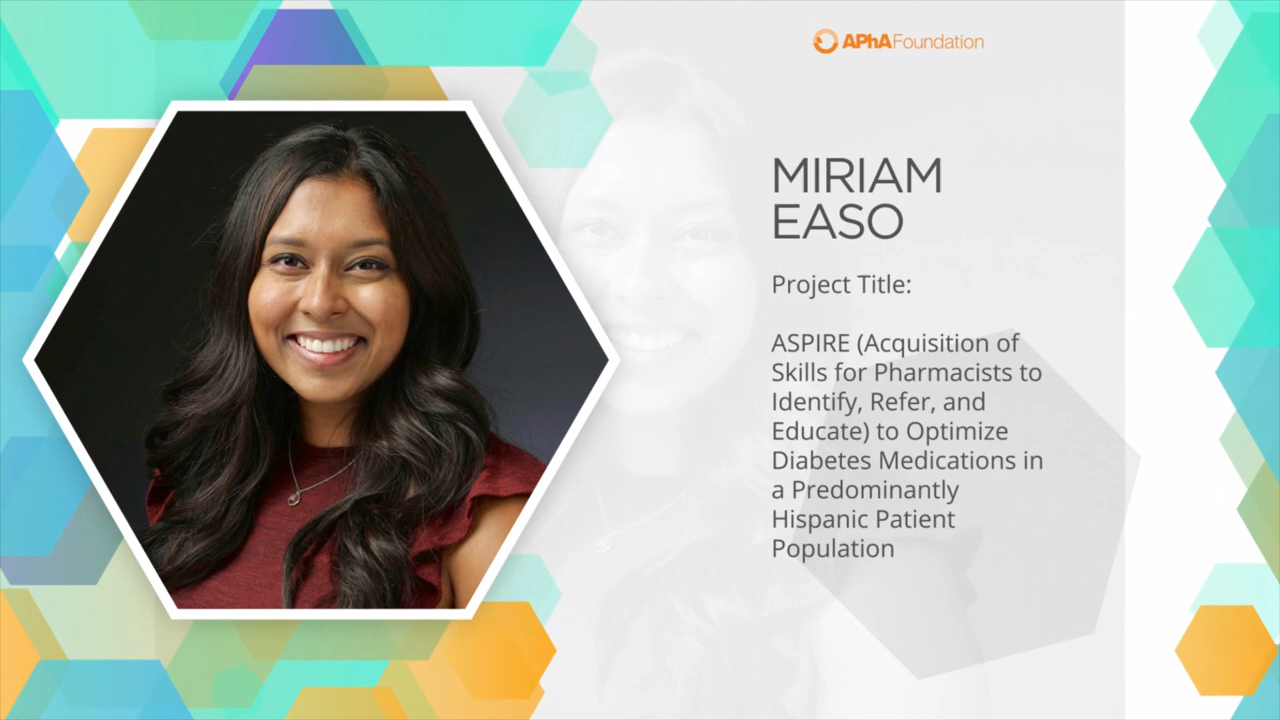 APhA Foundation
MIRIAM
EASO
Project Title:
ASPIRE (Acquisition of
Skills for Pharmacists to
Identify, Refer, and
Educate) to Optimize
Diabetes Medications in
a Predominantly
Hispanic Patient
Population